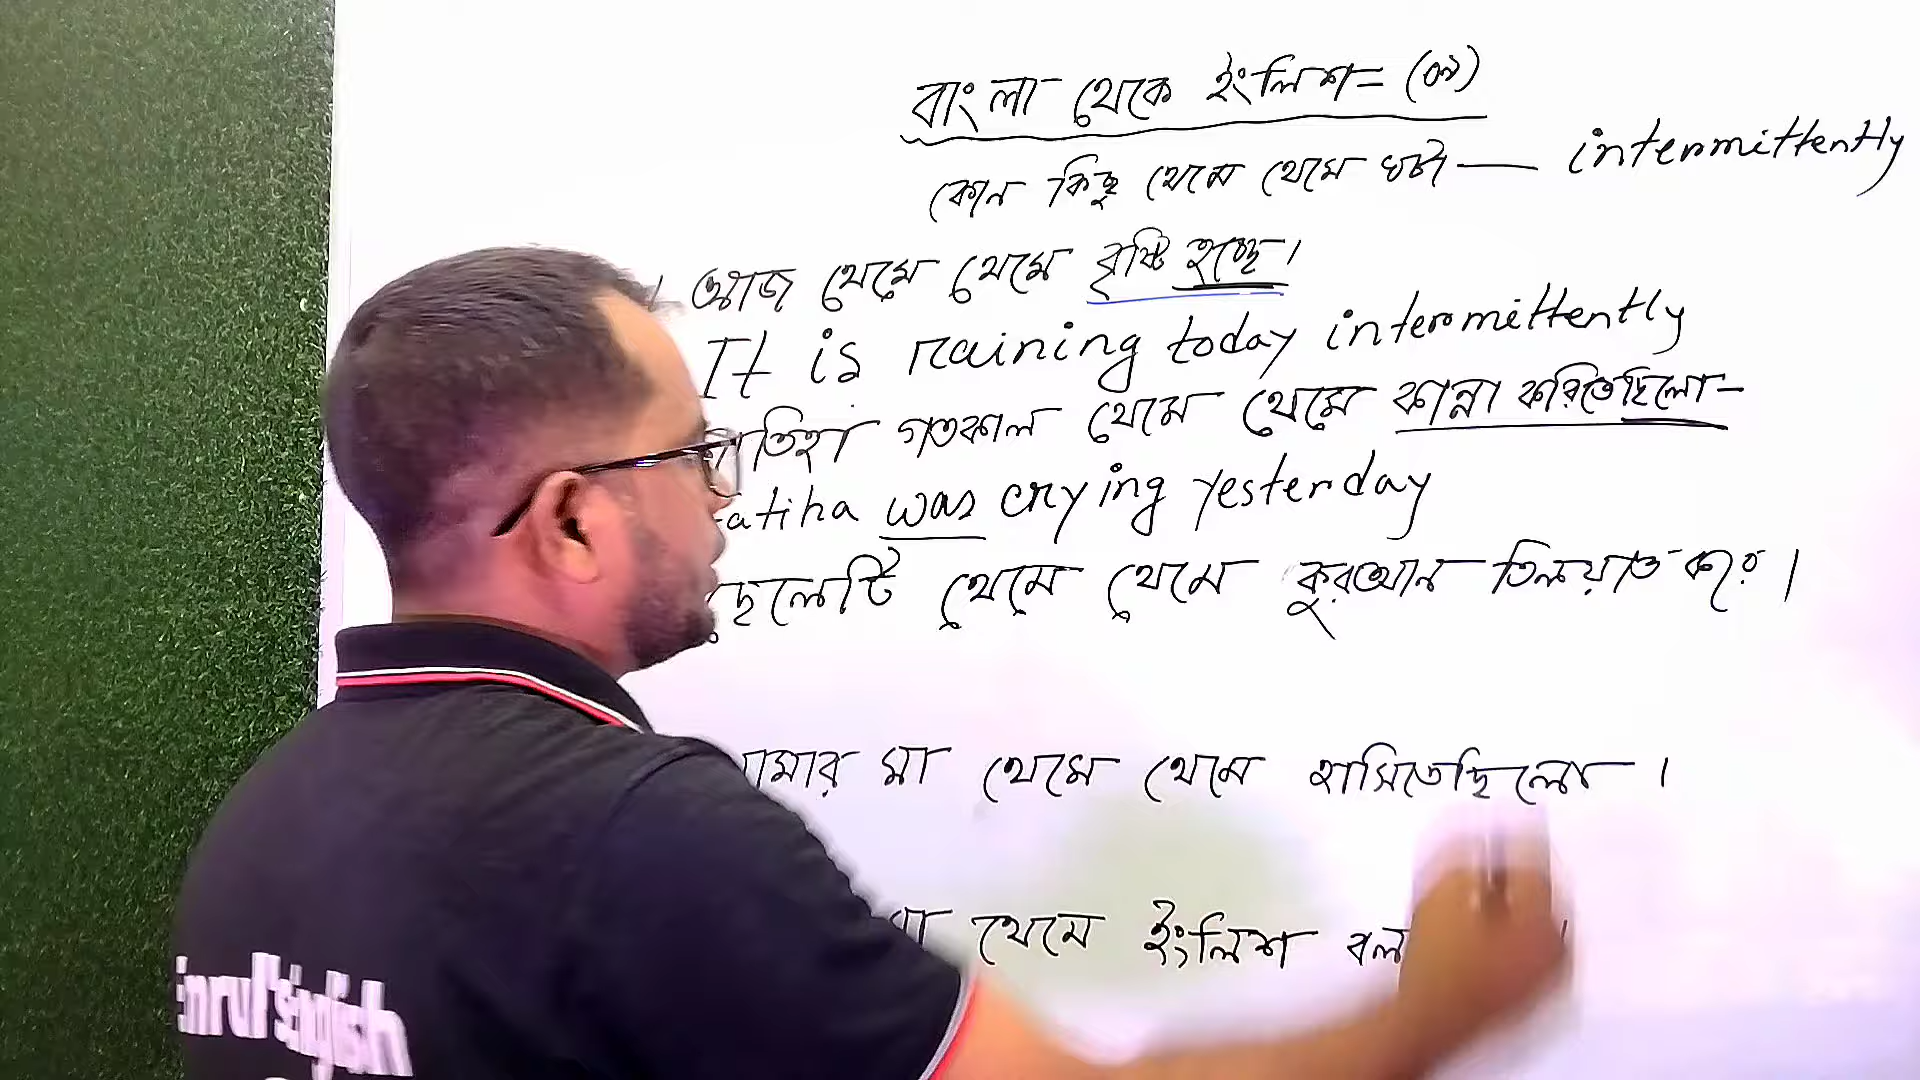 বাংলা থেকে ইংলিশ = (০৯)
কোন কিছু থেমে থেমে ঘটা — intermittently
আজ থেমে থেমে বৃষ্টি হচ্ছে।
It is raining today intermittently
গতকাল থেমে থেমে কান্না করিতেছিলো-
atiha was crying yesterday
ছেলেটি থেমে থেমে কুরআন তিলয়াত করে।
মা থেমে থেমে হাসিতেছিলো।
থেমে ইংলিশ বল